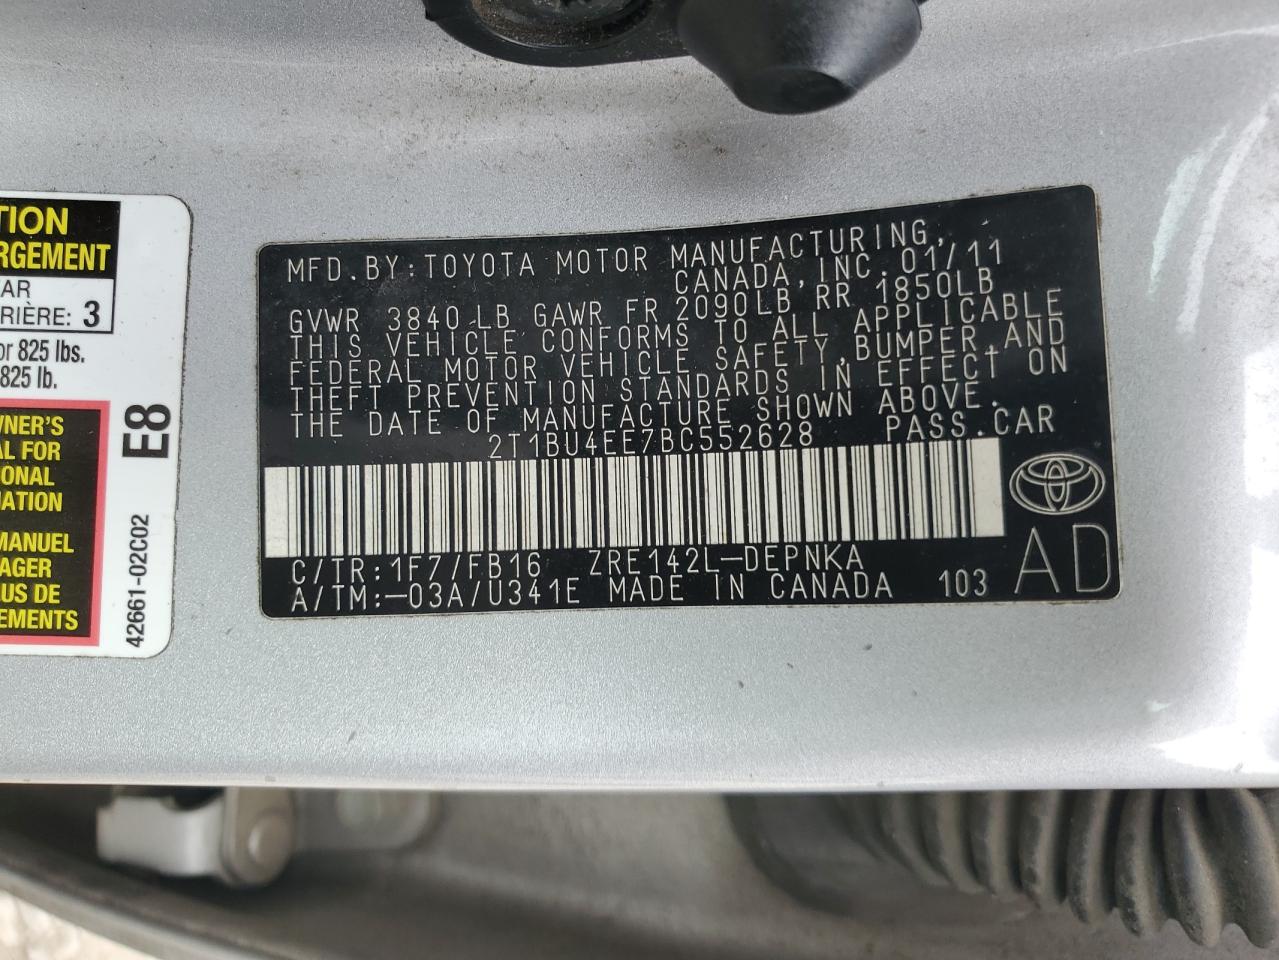 TION
RGEMENT
AR
RIÈRE: 3
or 825 lbs.
825 lb.
WNER'S
AL FOR
IONAL
MATION
MANUEL
AGER
US DE
EMENTS
E8
42661-02C02
MFD.BY:TOYOTA MOTOR MANUFACTURING,
CANADA,INC.01/11
GVWR 3840LB GAWR FR 2090LB RR 1850LB
THIS VEHICLE CONFORMS TO ALL APPLICABLE
FEDERAL MOTOR VEHICLE SAFETY,BUMPER,AND
THEFT PREVENTION STANDARDS IN EFFECT ON
THE DATE OF MANUFACTURE SHOWN ABOVE.
2T1BU4EE7BC552628 PASS.CAR
C/TR:1F7/FB16 ZRE142L-DEPNKA
A/TM:-03A/U341E MADE IN CANADA 103
AD